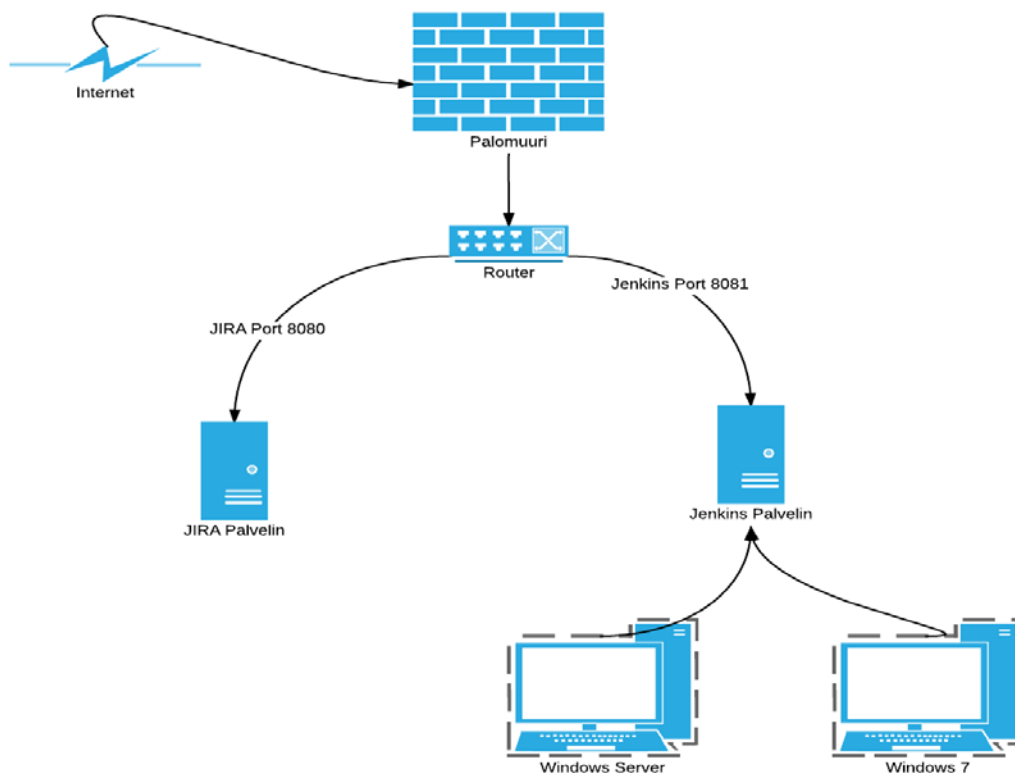 Internet
Palomuuri
Router
Jenkins Port 8081
JIRA Port 8080
JIRA Palvelin
Jenkins Palvelin
Windows Server
Windows 7